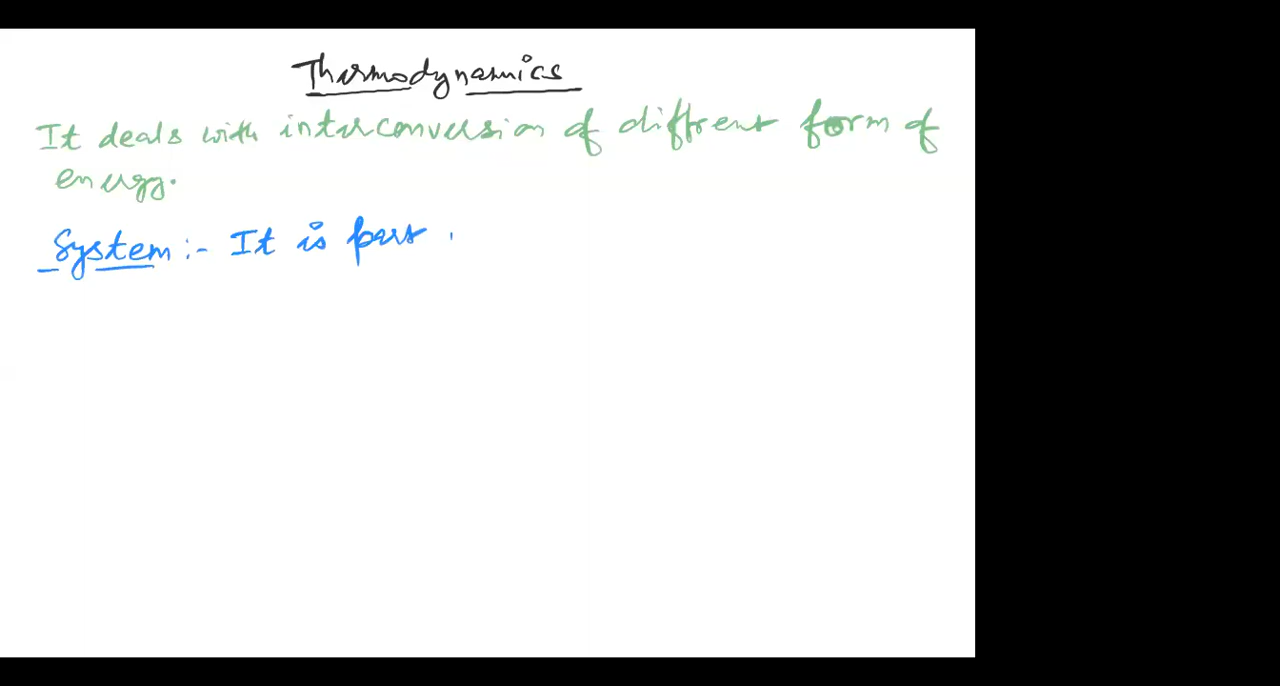 Thermodynamics
It deals with interconversion of different form of
energy.
System :- It is part